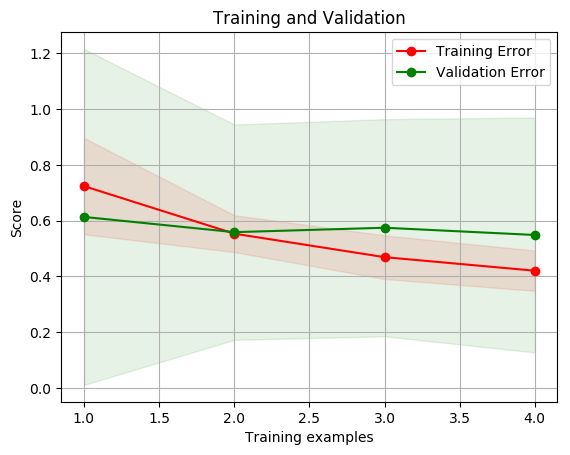 Training and Validation
Training Error
Validation Error
1.2
1.0
0.8
0.6
0.4
0.2
0.0
Score
1.0 1.5 2.0 2.5 3.0 3.5 4.0
Training examples